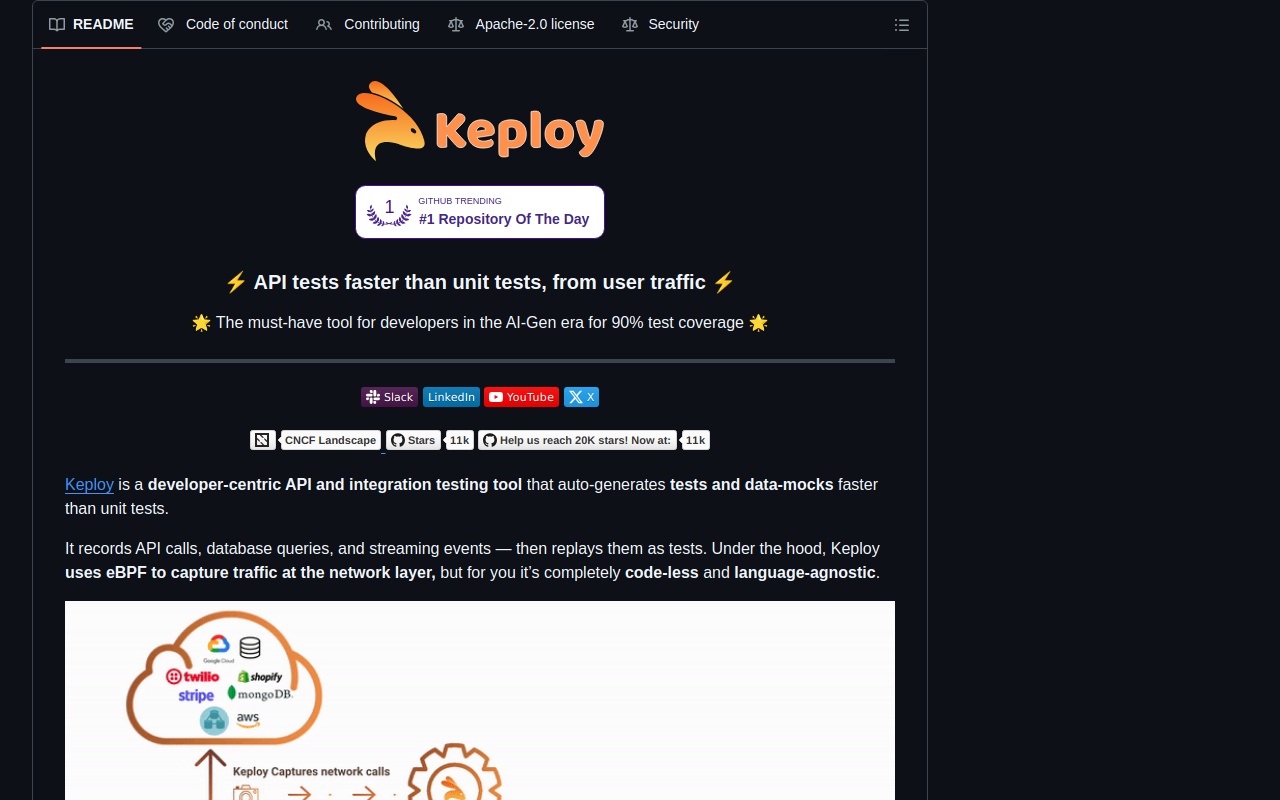 README
Code of conduct
Contributing
Apache-2.0 license
Security
Keploy
1
GITHUB TRENDING
#1 Repository Of The Day
⚡ API tests faster than unit tests, from user traffic ⚡
🌟 The must-have tool for developers in the AI-Gen era for 90% test coverage 🌟
Slack
LinkedIn
YouTube
X
CNCF Landscape
Stars
11k
Help us reach 20K stars! Now at:
11k
Keploy is a developer-centric API and integration testing tool that auto-generates tests and data-mocks faster
than unit tests.
It records API calls, database queries, and streaming events — then replays them as tests. Under the hood, Keploy
uses eBPF to capture traffic at the network layer, but for you it’s completely code-less and language-agnostic.
Google Cloud
twilio
shopify
stripe
mongoDB.
aws
Keploy Captures network calls